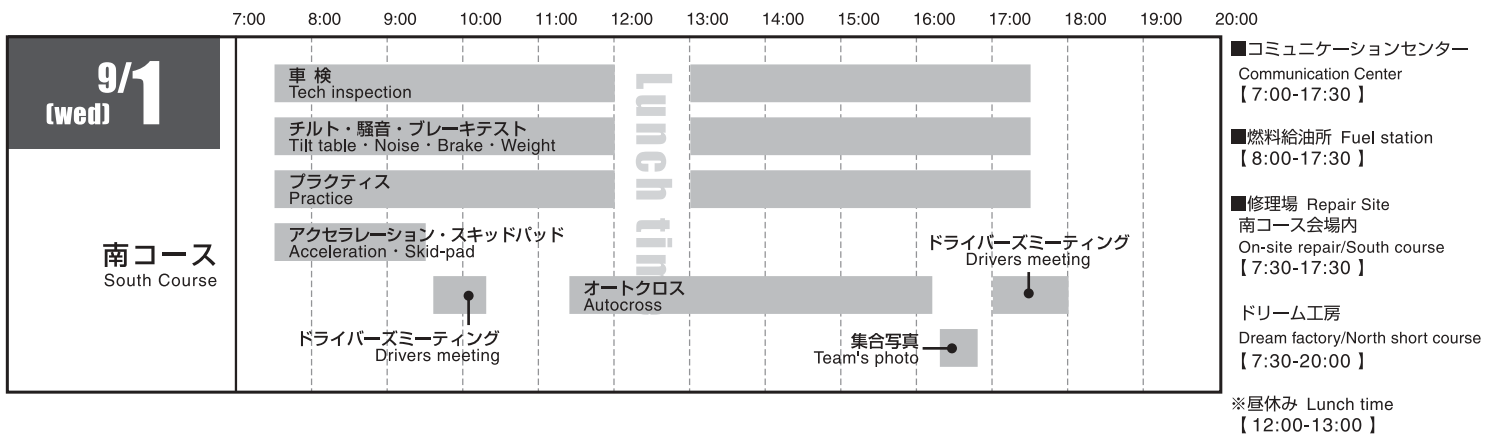 7:00 8:00 9:00 10:00 11:00 12:00 13:00 14:00 15:00 16:00 17:00 18:00 19:00 20:00
9/1
(wed)
南コース
South Course
車 検
Tech inspection
チルト・騒音・ブレーキテスト
Tilt table・Noise・Brake・Weight
プラクティス
Practice
アクセラレーション・スキッドパッド
Acceleration・Skid-pad
ドライバーズミーティング
Drivers meeting
Lunch tim
オートクロス
Autocross
ドライバーズミーティング
Drivers meeting
集合写真
Team's photo
■コミュニケーションセンター
Communication Center
【 7:00-17:30 】
■燃料給油所 Fuel station
【 8:00-17:30 】
■修理場 Repair Site
南コース会場内
On-site repair/South course
【 7:30-17:30 】
ドリーム工房
Dream factory/North short course
【 7:30-20:00 】
※昼休み Lunch time
【 12:00-13:00 】